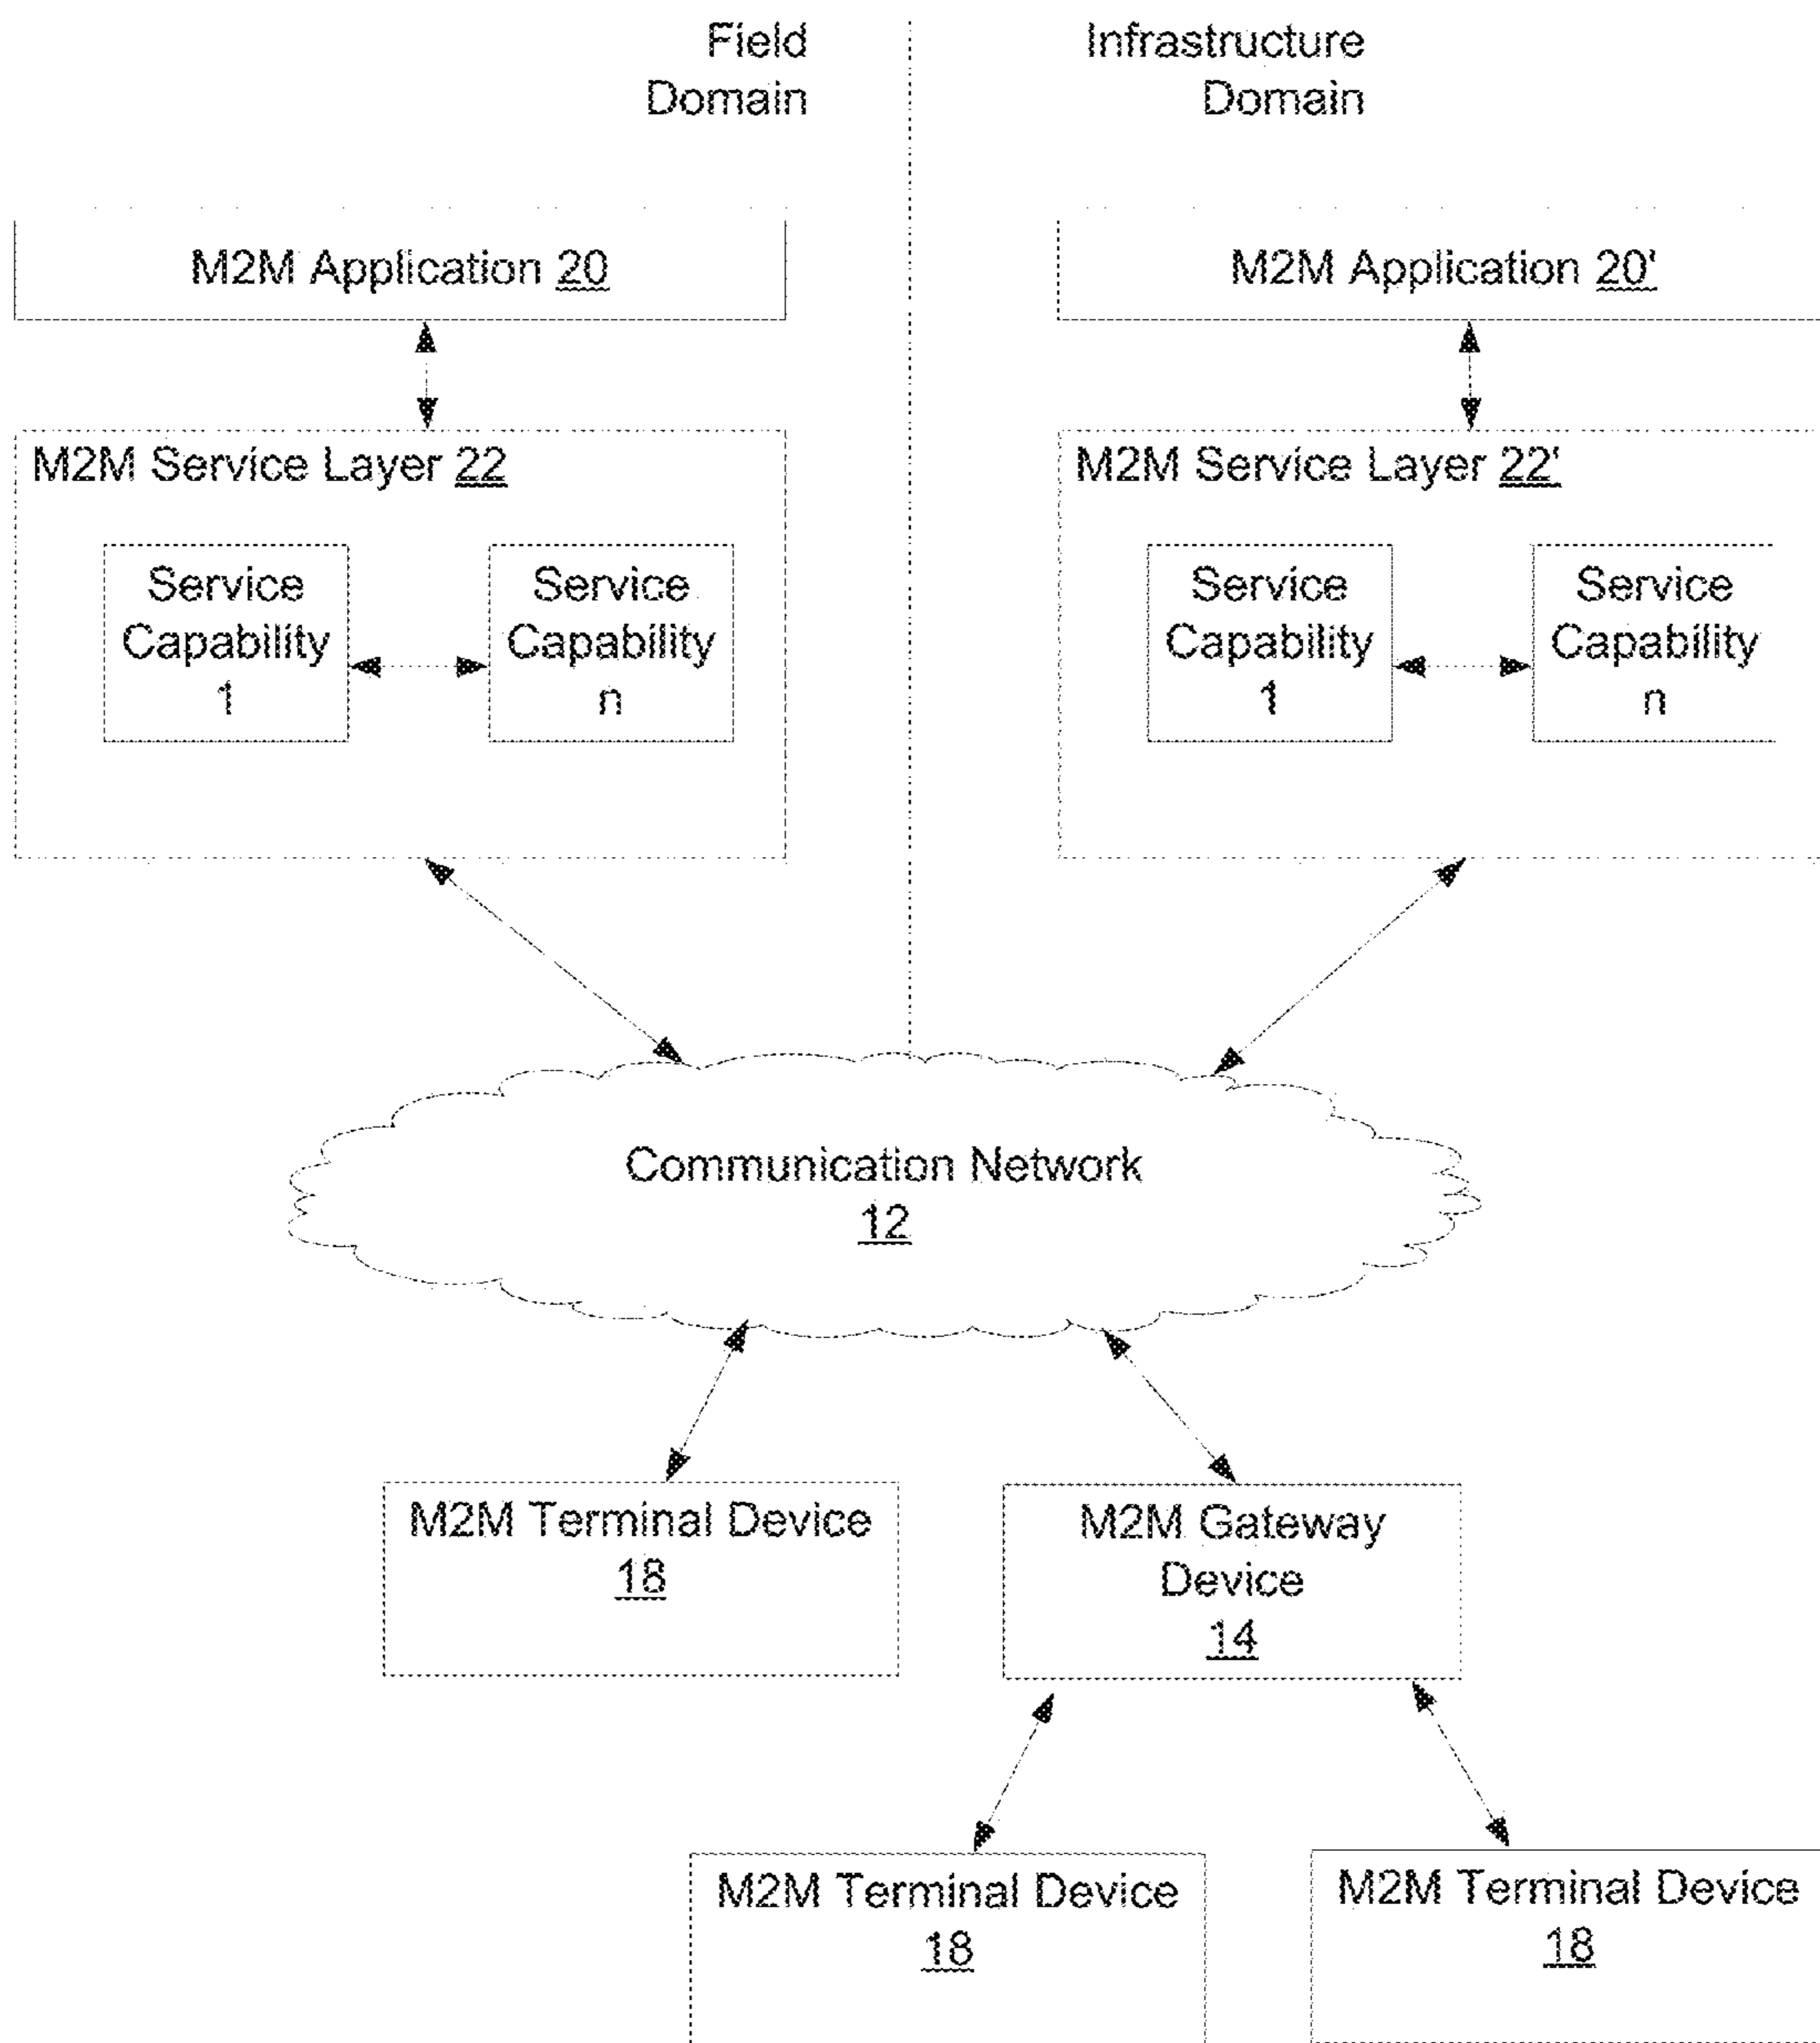 Field
Domain
Infrastructure
Domain
M2M Application 20
M2M Application 20'
M2M Service Layer 22
Service
Capability
1
Service
Capability
n
M2M Service Layer 22'
Service
Capability
1
Service
Capability
n
Communication Network
12
M2M Terminal Device
18
M2M Gateway
Device
14
M2M Terminal Device
18
M2M Terminal Device
18